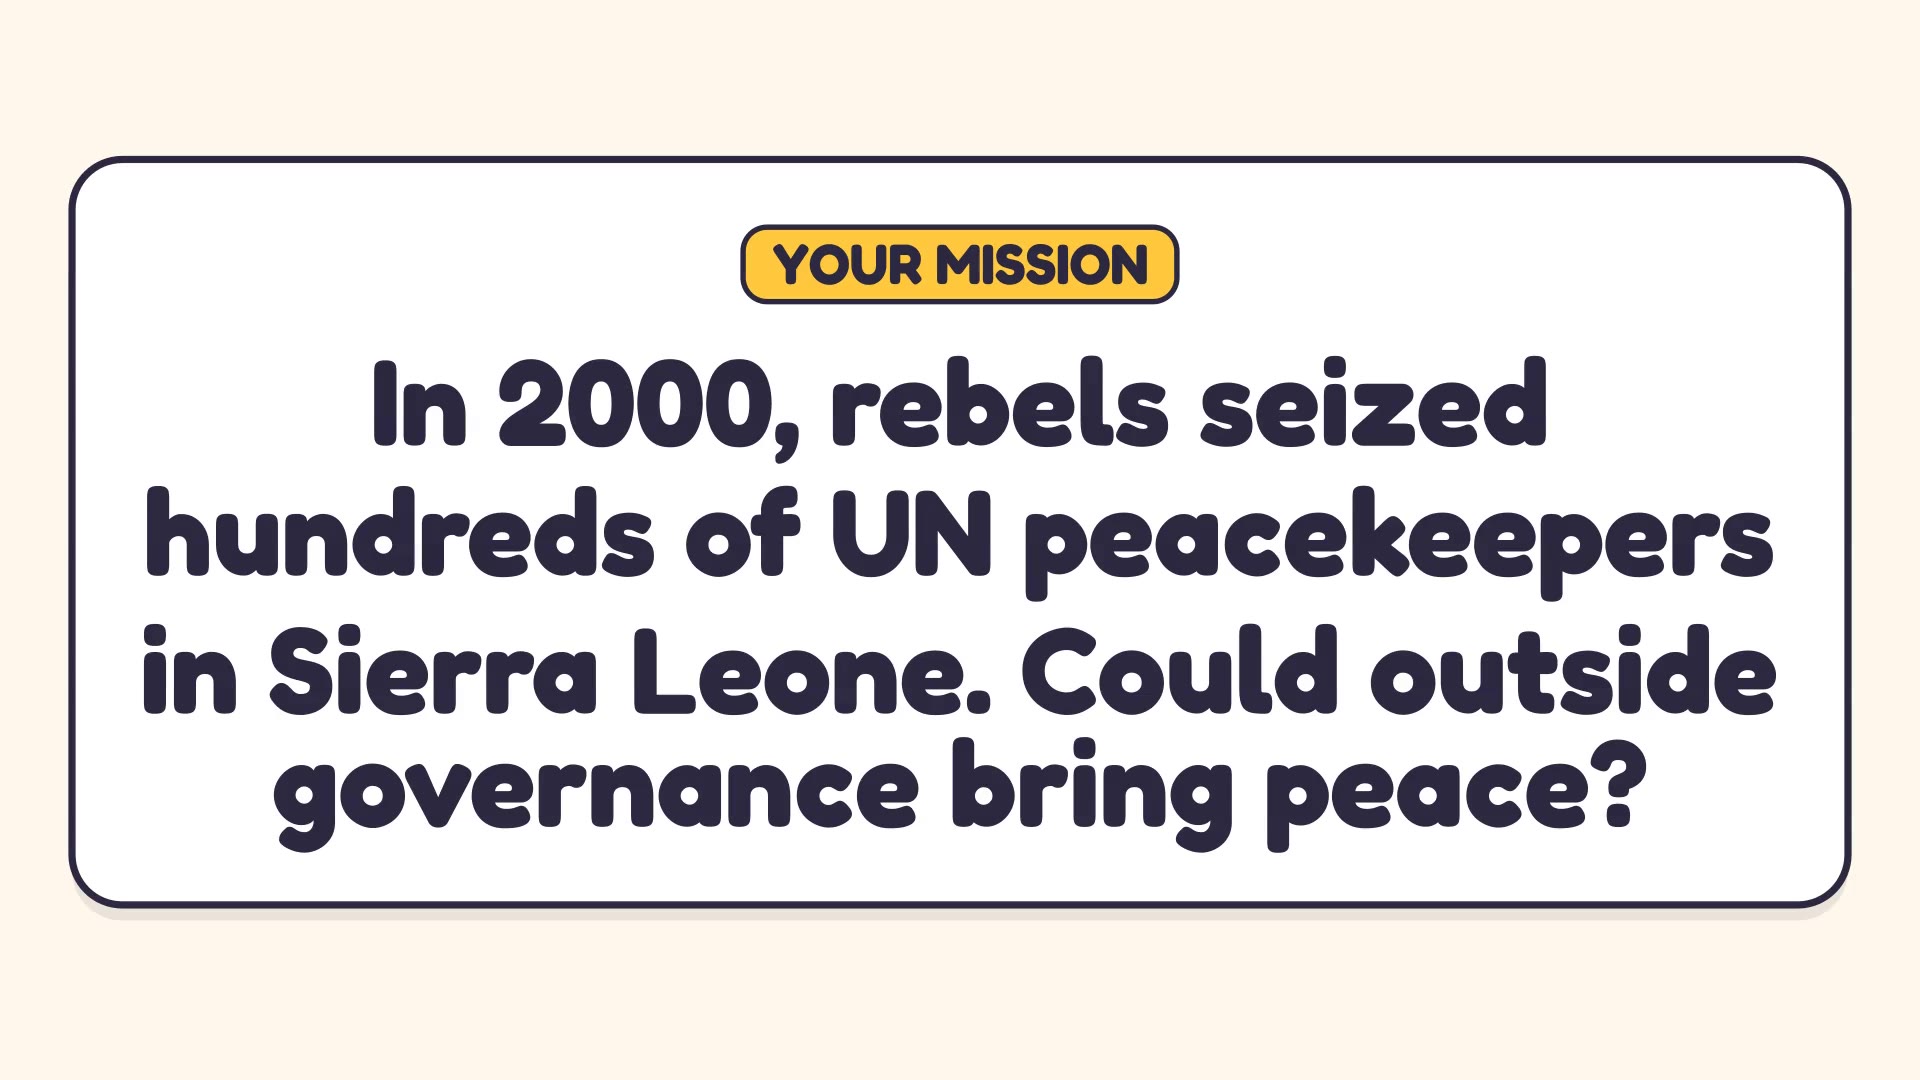 YOUR MISSION
In 2000, rebels seized
hundreds of UN peacekeepers
in Sierra Leone. Could outside
governance bring peace?